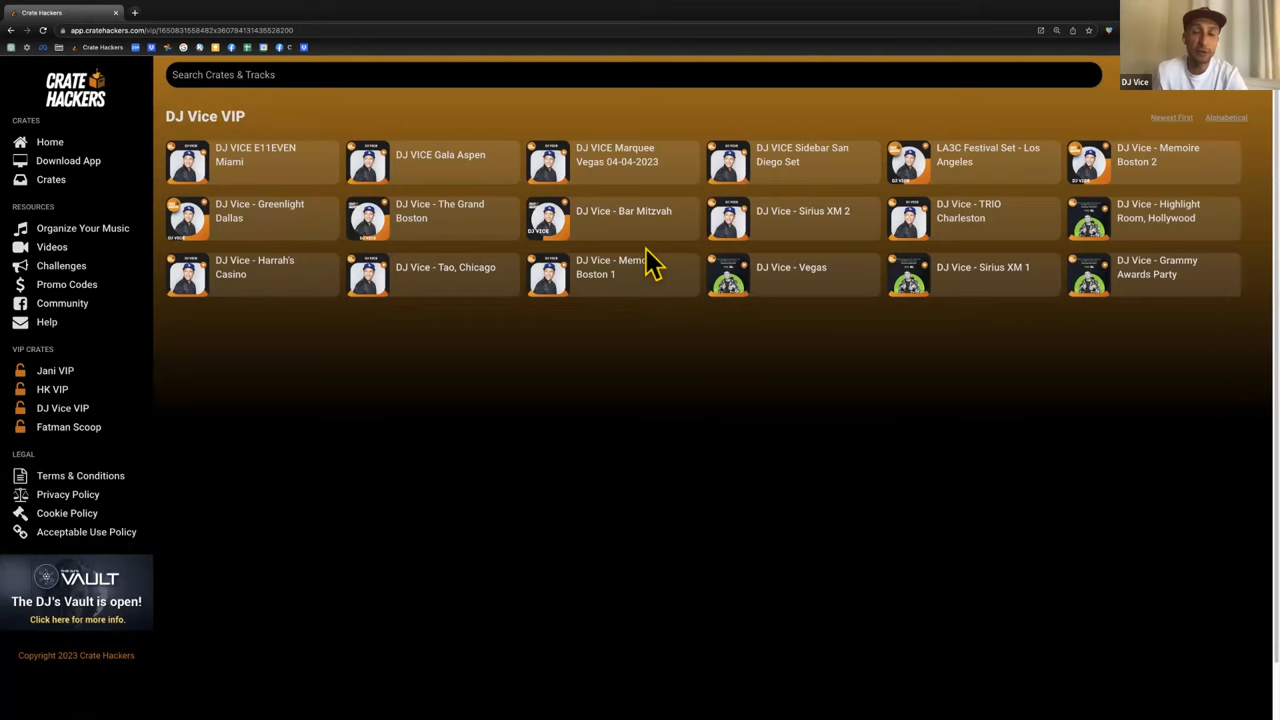 Crate Hackers
app.cratehackers.com/vip/1650831558482x360784131435528200
Crate Hackers
CRATE
HACKERS
Search Crates & Tracks
DJ Vice
CRATES
Home
Download App
Crates
RESOURCES
Organize Your Music
Videos
Challenges
Promo Codes
Community
Help
VIP CRATES
Jani VIP
HK VIP
DJ Vice VIP
Fatman Scoop
LEGAL
Terms & Conditions
Privacy Policy
Cookie Policy
Acceptable Use Policy
VAULT
The DJ's Vault is open!
Click here for more info.
Copyright 2023 Crate Hackers
DJ Vice VIP
Newest First
Alphabetical
DJ VICE E11EVEN
Miami
DJ VICE Gala Aspen
DJ VICE Marquee
Vegas 04-04-2023
DJ VICE Sidebar San
Diego Set
LA3C Festival Set - Los
Angeles
DJ Vice - Memoire
Boston 2
DJ Vice - Greenlight
Dallas
DJ Vice - The Grand
Boston
DJ Vice - Bar Mitzvah
DJ Vice - Sirius XM 2
DJ Vice - TRIO
Charleston
DJ Vice - Highlight
Room, Hollywood
DJ Vice - Harrah's
Casino
DJ Vice - Tao, Chicago
DJ Vice -
Boston 1
DJ Vice - Vegas
DJ Vice - Sirius XM 1
DJ Vice - Grammy
Awards Party